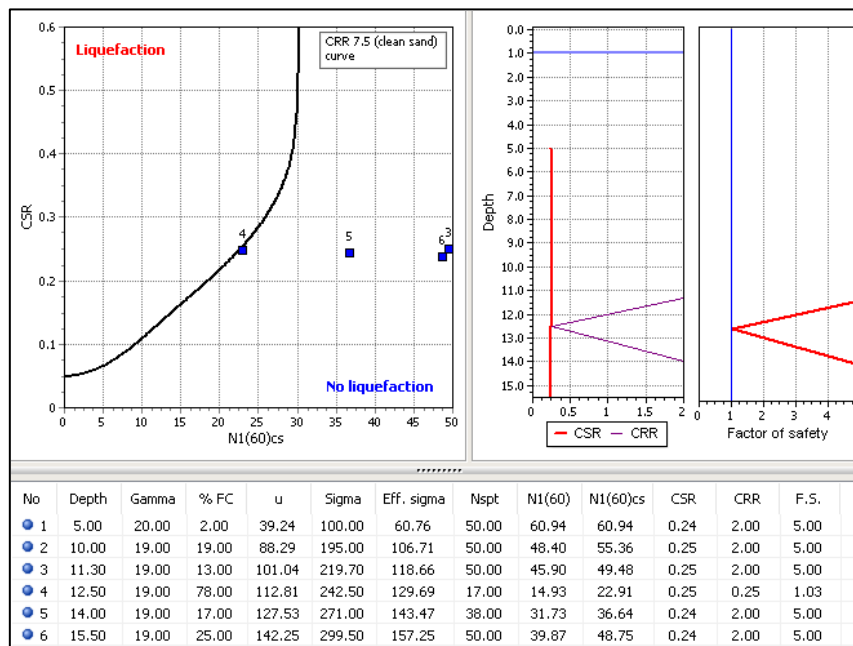 0.6
0.5
0.4
0.3
0.2
0.1
0
CSR
Liquefaction
CRR 7.5 (clean sand)
curve
4
5
6
3
No liquefaction
0 5 10 15 20 25 30 35 40 45 50
N1(60)cs
0.0
1.0
2.0
3.0
4.0
5.0
6.0
7.0
8.0
9.0
10.0
11.0
12.0
13.0
14.0
15.0
Depth
0 0.5 1 1.5 2
CSR CRR
0 1 2 3 4
Factor of safety
No Depth Gamma % FC u Sigma Eff. sigma Nspt N1(60) N1(60)cs CSR CRR F.S.
1 5.00 20.00 2.00 39.24 100.00 60.76 50.00 60.94 60.94 0.24 2.00 5.00
2 10.00 19.00 19.00 88.29 195.00 106.71 50.00 48.40 55.36 0.25 2.00 5.00
3 11.30 19.00 13.00 101.04 219.70 118.66 50.00 45.90 49.48 0.25 2.00 5.00
4 12.50 19.00 78.00 112.81 242.50 129.69 17.00 14.93 22.91 0.25 0.25 1.03
5 14.00 19.00 17.00 127.53 271.00 143.47 38.00 31.73 36.64 0.24 2.00 5.00
6 15.50 19.00 25.00 142.25 299.50 157.25 50.00 39.87 48.75 0.24 2.00 5.00